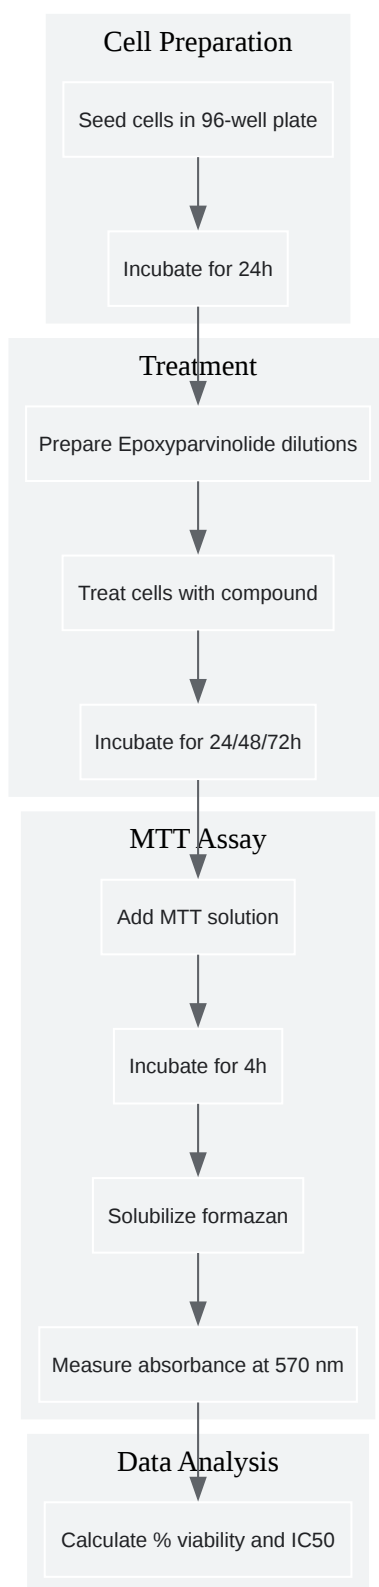 Cell Preparation
Seed cells in 96-well plate
Incubate for 24h
Treatment
Prepare Epoxyparvinolide dilutions
Treat cells with compound
Incubate for 24/48/72h
MTT Assay
Add MTT solution
Incubate for 4h
Solubilize formazan
Measure absorbance at 570 nm
Data Analysis
Calculate % viability and IC50